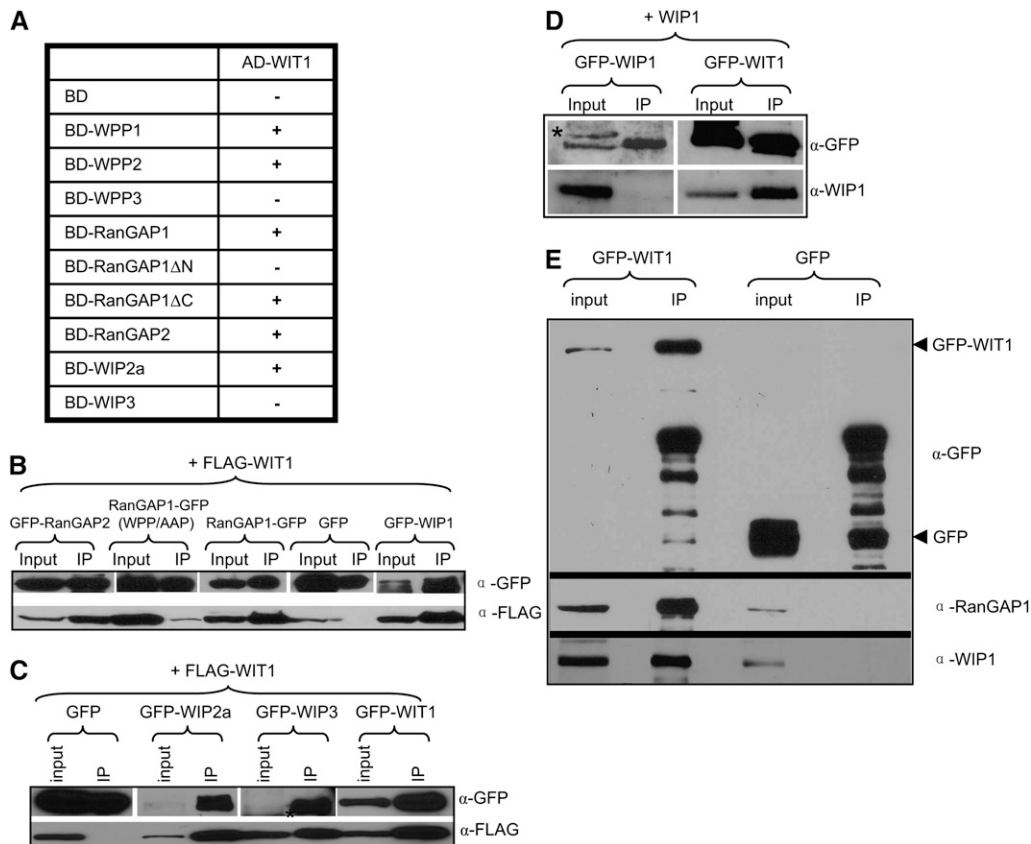 A
AD-WIT1
BD -
BD-WPP1 +
BD-WPP2 +
BD-WPP3 -
BD-RanGAP1 +
BD-RanGAP1ΔN -
BD-RanGAP1ΔC +
BD-RanGAP2 +
BD-WIP2a +
BD-WIP3 -
B
+ FLAG-WIT1
GFP-RanGAP2 RanGAP1-GFP (WPP/AAP) RanGAP1-GFP GFP GFP-WIP1
Input IP Input IP Input IP Input IP Input IP
α -GFP
α -FLAG
C
+ FLAG-WIT1
GFP GFP-WIP2a GFP-WIP3 GFP-WIT1
input IP input IP input IP input IP
*
α-GFP
α-FLAG
D
+ WIP1
GFP-WIP1 GFP-WIT1
Input IP Input IP
*
α-GFP
α-WIP1
E
GFP-WIT1 GFP
input IP input IP
GFP-WIT1
α-GFP
GFP
α-RanGAP1
α-WIP1